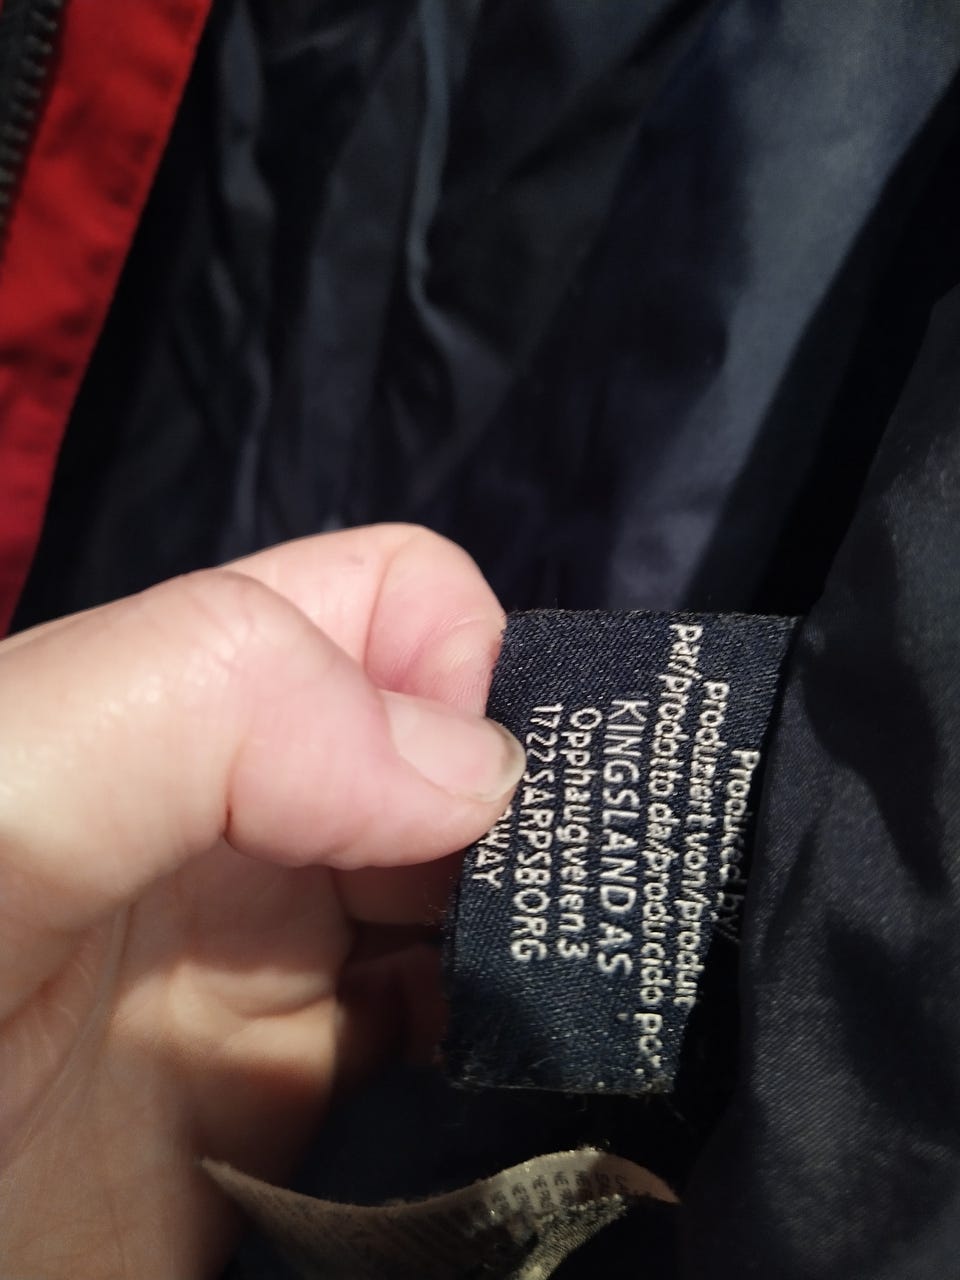 Produced by/
produziert von/produit
par/prodotto da/producido por:
KINGSLAND AS
Opphaugveien 3
1722 SARPSBORG